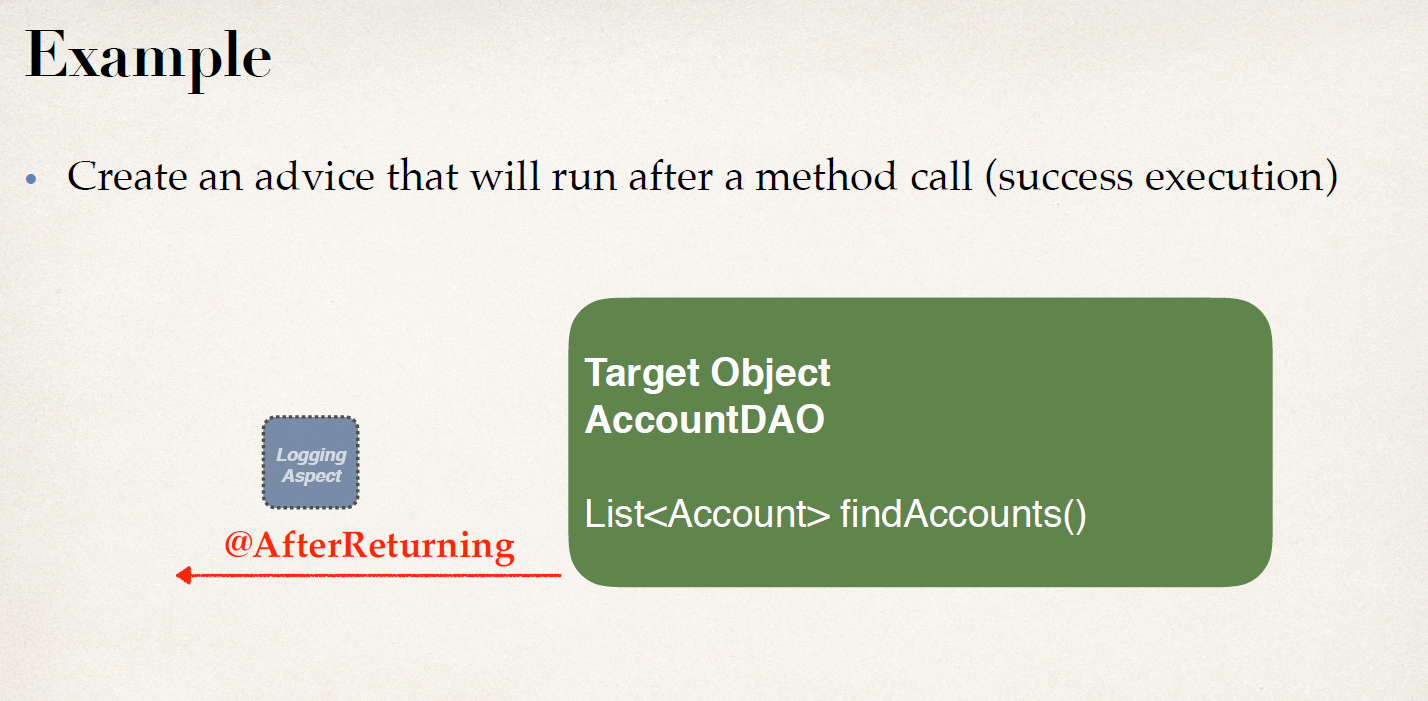 Example
• Create an advice that will run after a method call (success execution)
Target Object
AccountDAO
List<Account> findAccounts()
Logging
Aspect
@AfterReturning